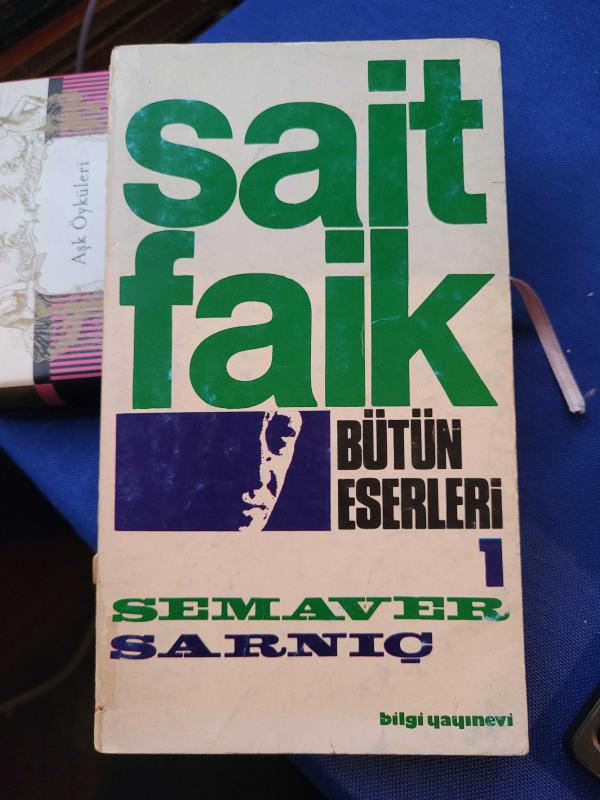 sait
faik
BÜTÜN
ESERLERİ
1
SEMAVER
SARNIÇ
bilgi yayınevi
Aşk Öyküleri